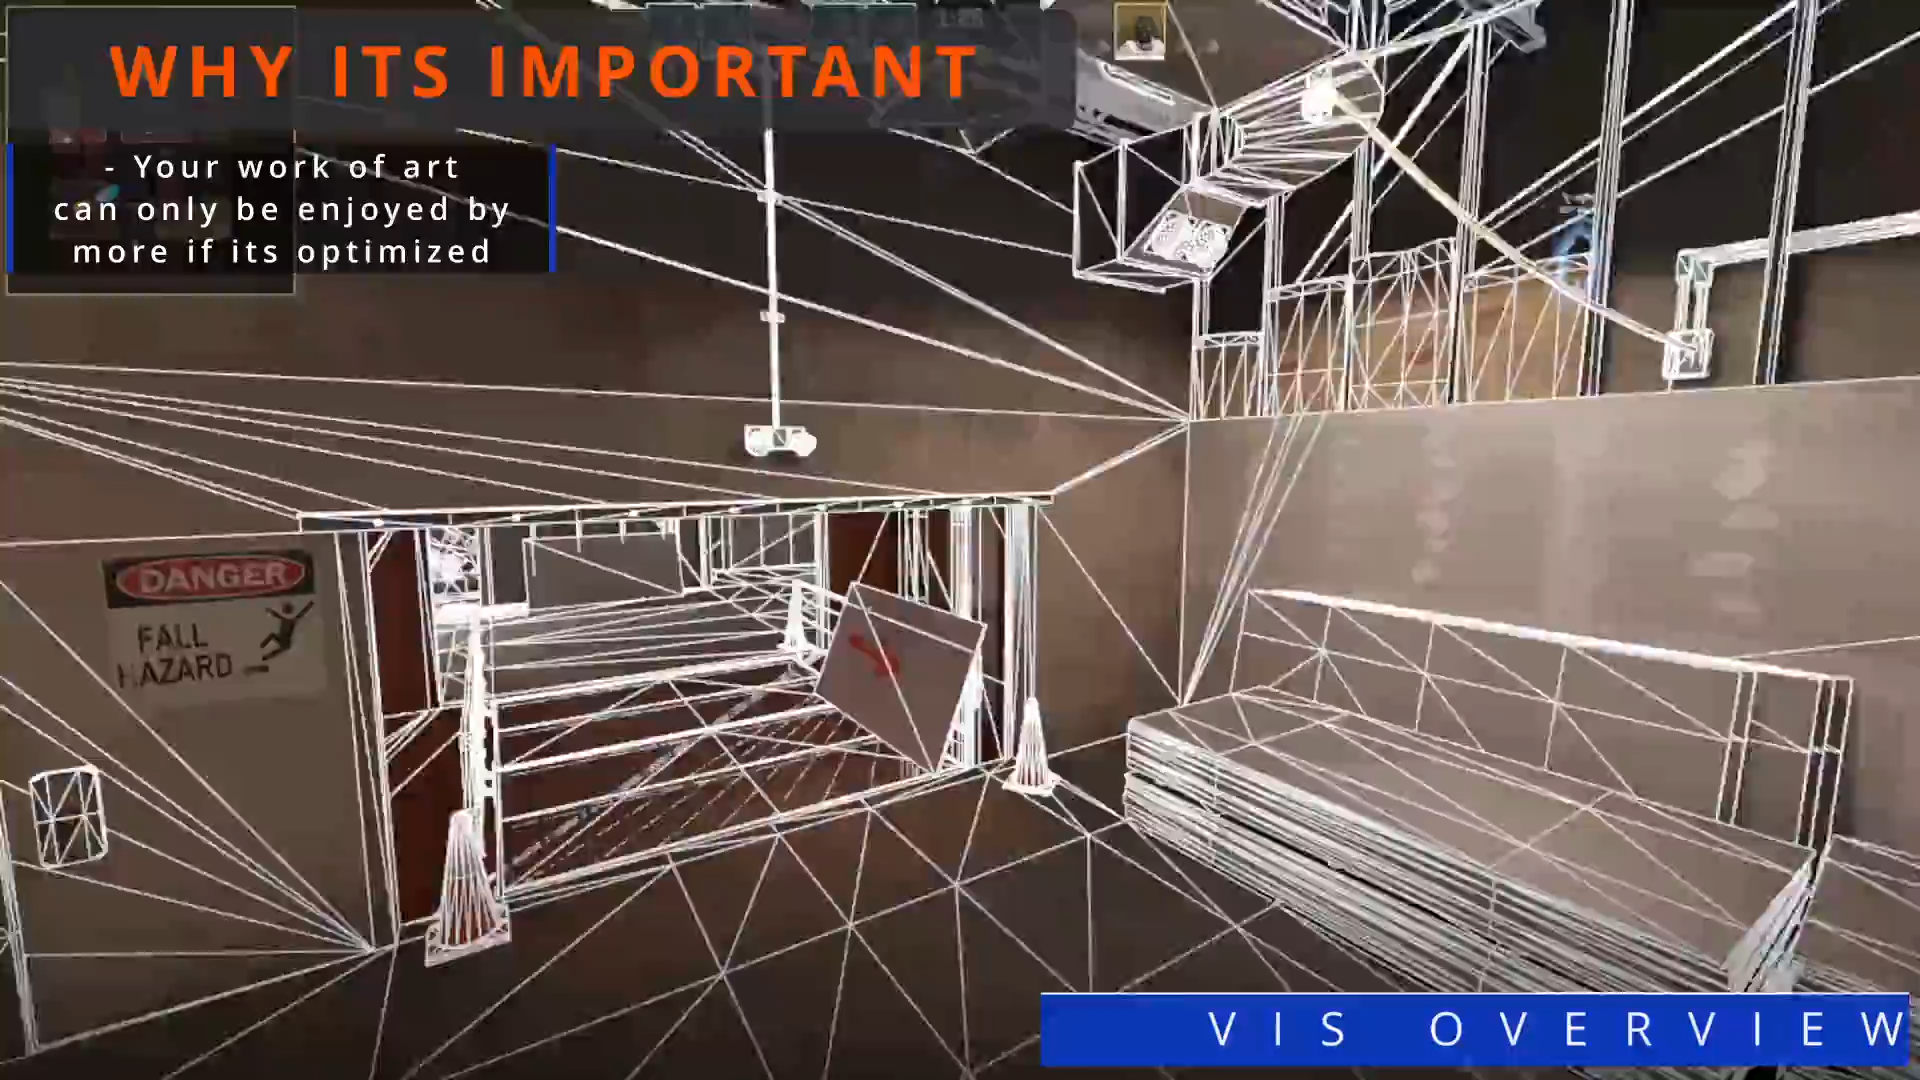 WHY ITS IMPORTANT
- Your work of art
can only be enjoyed by
more if its optimized
DANGER
FALL
HAZARD
VIS OVERVIEW